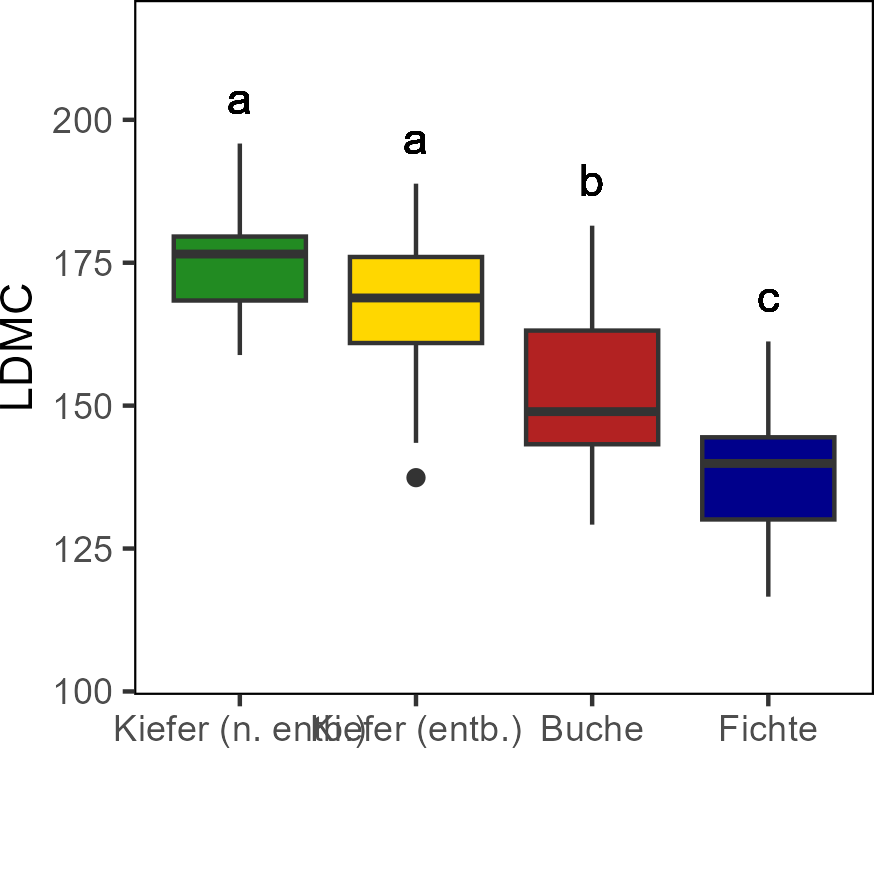 LDMC
200
175
150
125
100
a
a
b
c
Kiefer (n. entb.)
Kiefer (entb.)
Buche
Fichte